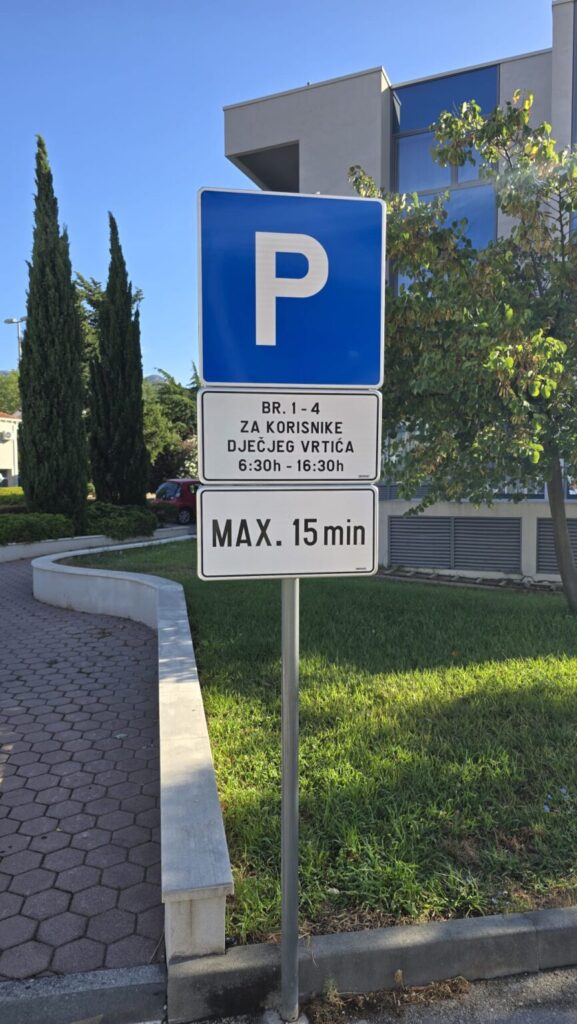 P
BR. 1 - 4
ZA KORISNIKE
DJEČJEG VRTIĆA
6:30h - 16:30h
MAX. 15 min